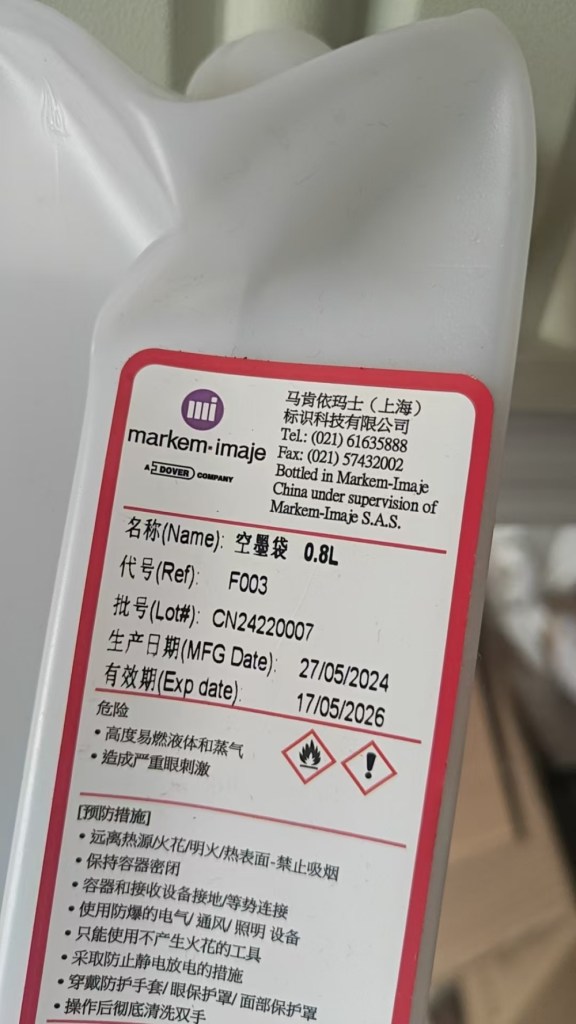 mi
markem·imaje
A DOVER COMPANY
马肯依玛士（上海）
标识科技有限公司
Tel.: (021) 61635888
Fax: (021) 57432002
Bottled in Markem-Imaje
China under supervision of
Markem-Imaje S.A.S.
名称(Name): 空墨袋 0.8L
代号(Ref): F003
批号(Lot#): CN24220007
生产日期(MFG Date): 27/05/2024
有效期(Exp date): 17/05/2026
危险
• 高度易燃液体和蒸气
• 造成严重眼刺激
[预防措施]
• 远离热源/火花/明火/热表面-禁止吸烟
• 保持容器密闭
• 容器和接收设备接地/等势连接
• 使用防爆的电气/ 通风/ 照明 设备
• 只能使用不产生火花的工具
• 采取防止静电放电的措施
• 穿戴防护手套/ 眼保护罩/ 面部保护罩
• 操作后彻底清洗双手